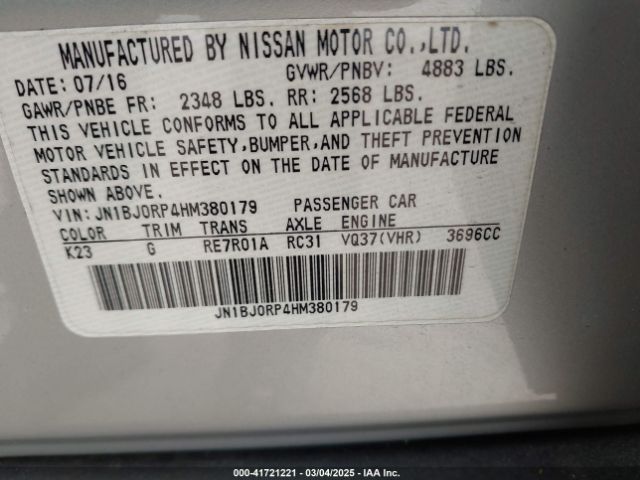 MANUFACTURED BY NISSAN MOTOR CO.,LTD.
DATE: 07/16 GVWR/PNBV: 4883 LBS.
GAWR/PNBE FR: 2348 LBS. RR: 2568 LBS.
THIS VEHICLE CONFORMS TO ALL APPLICABLE FEDERAL
MOTOR VEHICLE SAFETY,BUMPER,AND THEFT PREVENTION
STANDARDS IN EFFECT ON THE DATE OF MANUFACTURE
SHOWN ABOVE.
VIN: JN1BJ0RP4HM380179 PASSENGER CAR
COLOR TRIM TRANS AXLE ENGINE
K23 G RE7R01A RC31 VQ37(VHR) 3696CC
JN1BJ0RP4HM380179
000-41721221 - 03/04/2025 - IAA Inc.